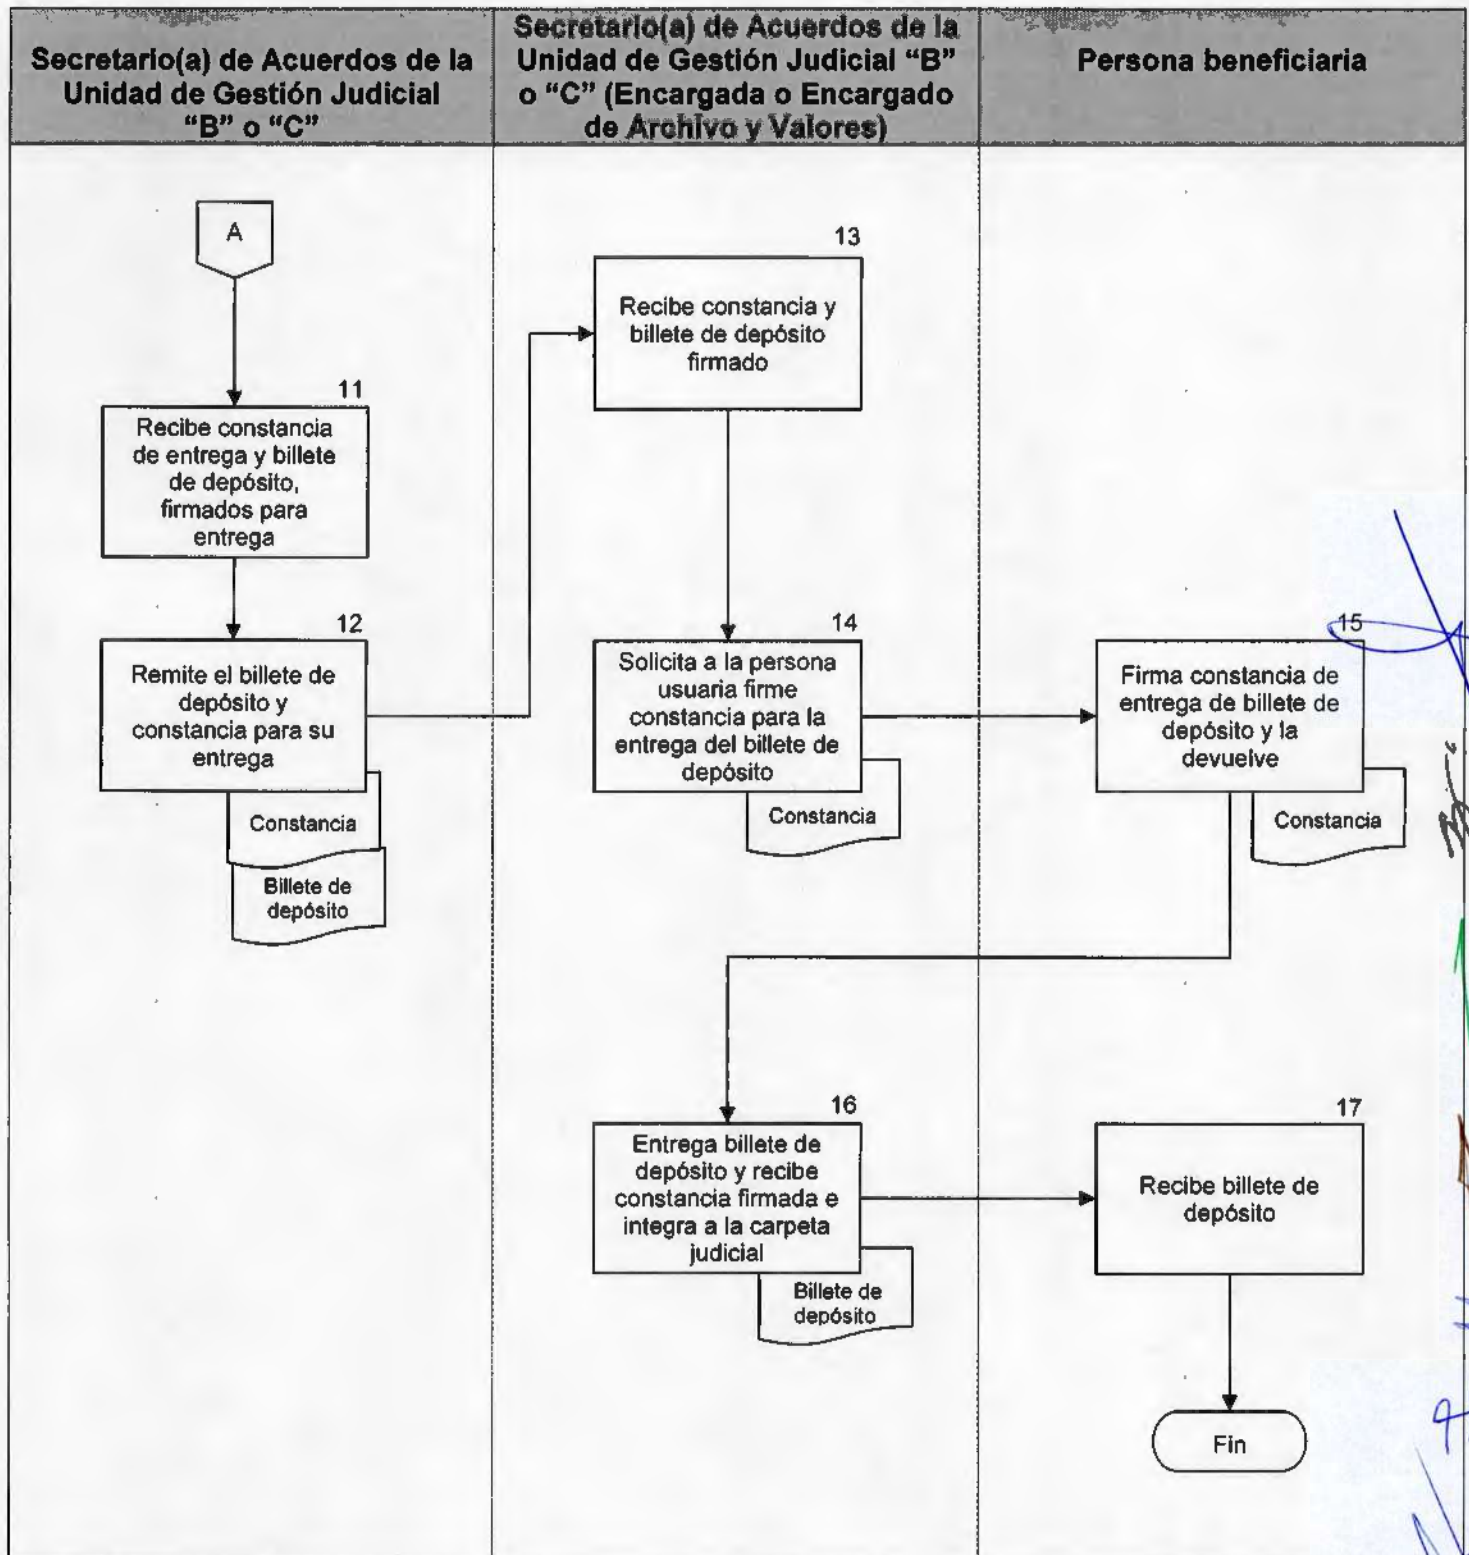 Secretario(a) de Acuerdos de la
Unidad de Gestión Judicial
“B” o “C”
Secretario(a) de Acuerdos de la
Unidad de Gestión Judicial “B”
o “C” (Encargada o Encargado
de Archivo y Valores)
Persona beneficiaria
A
11
Recibe constancia
de entrega y billete
de depósito,
firmados para
entrega
12
Remite el billete de
depósito y
constancia para su
entrega
Constancia
Billete de
depósito
13
Recibe constancia y
billete de depósito
firmado
14
Solicita a la persona
usuaria firme
constancia para la
entrega del billete de
depósito
Constancia
15
Firma constancia de
entrega de billete de
depósito y la
devuelve
Constancia
16
Entrega billete de
depósito y recibe
constancia firmada e
integra a la carpeta
judicial
Billete de
depósito
17
Recibe billete de
depósito
Fin